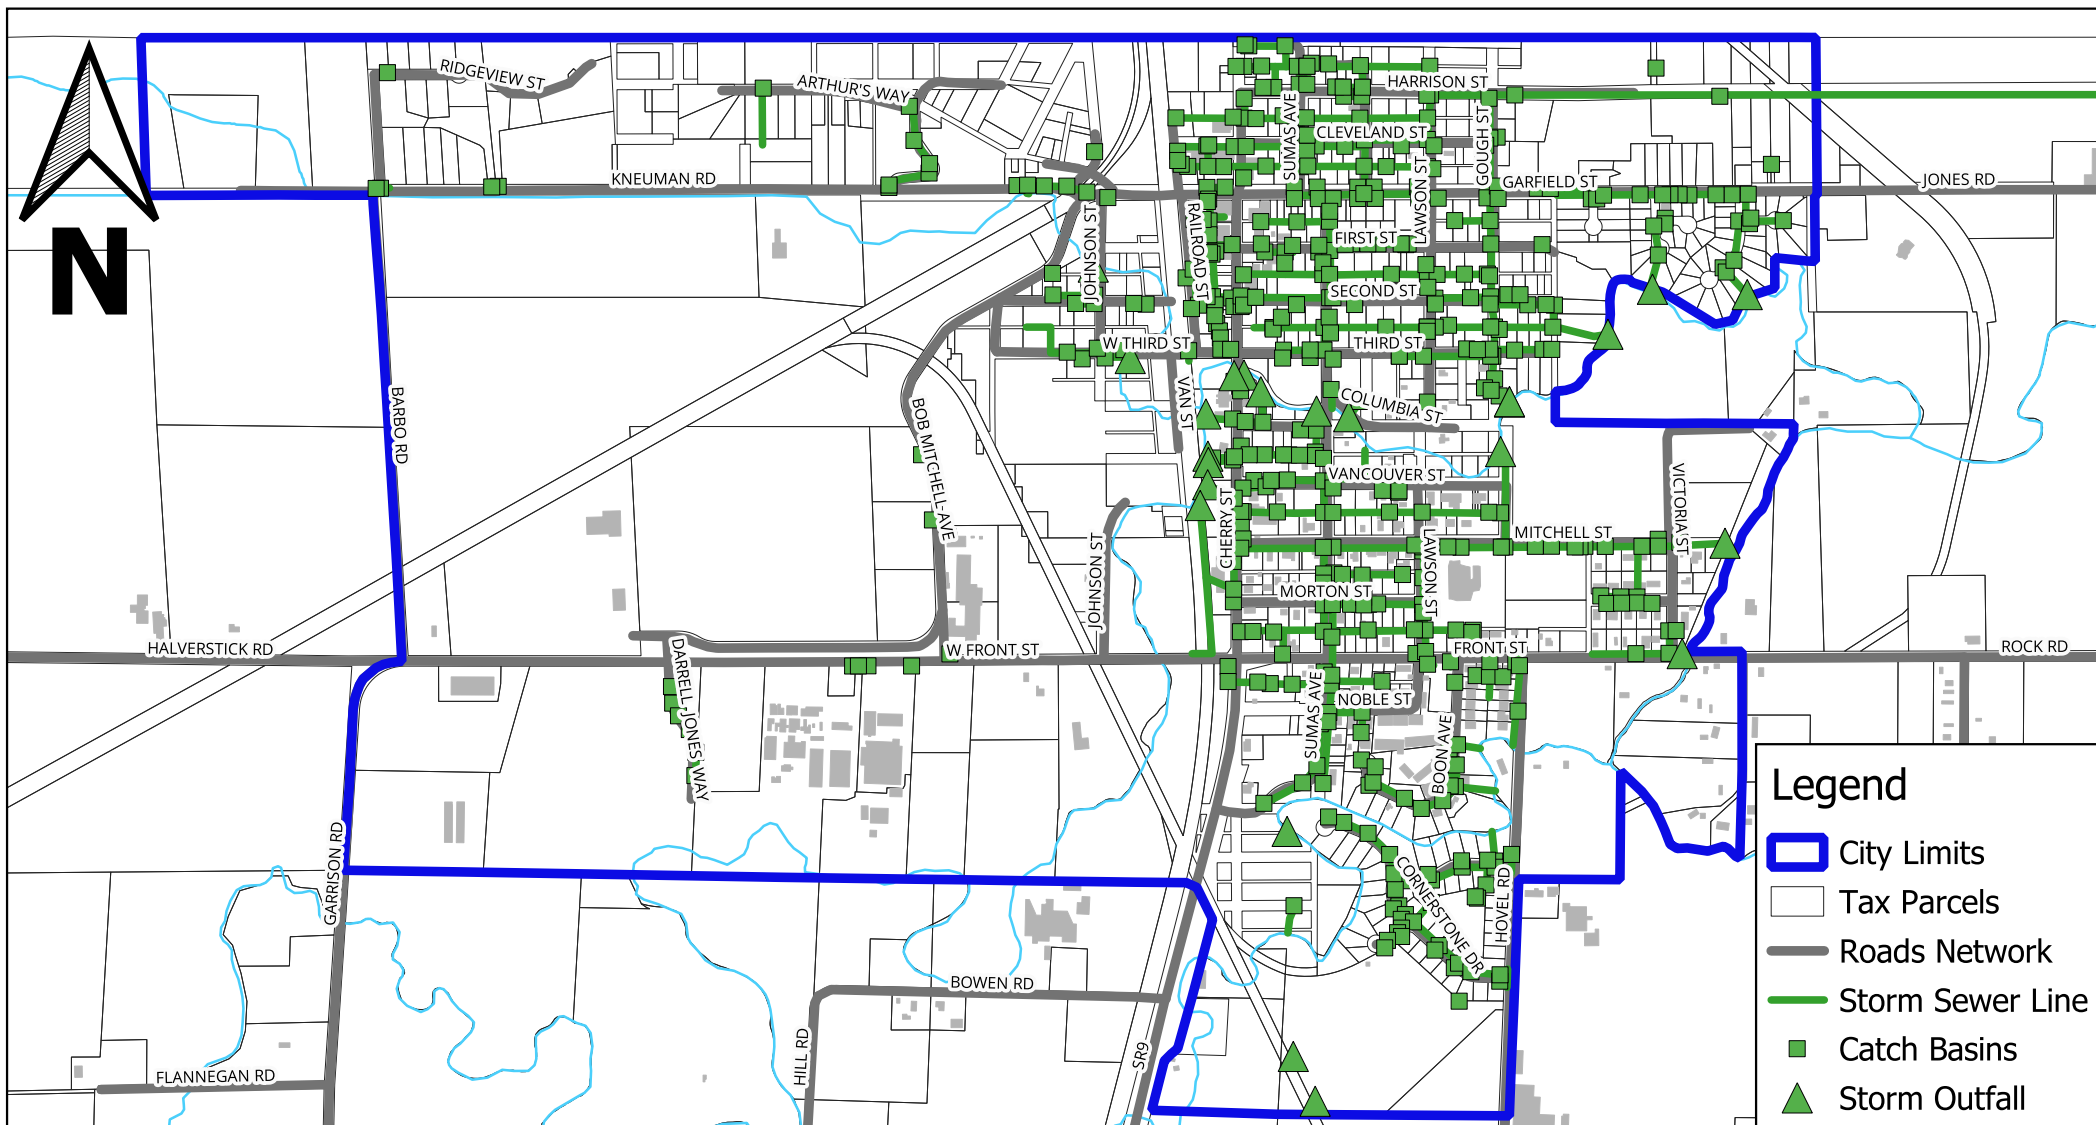 RIDGEVIEW ST
ARTHUR'S WAY
HARRISON ST
SUMAS AVE
CLEVELAND ST
GOUGH ST
LAWSON ST
KNEUMAN RD
GARFIELD ST
JONES RD
N
JOHNSON ST
RAILROAD ST
FIRST ST
SECOND ST
W THIRD ST
THIRD ST
BARBO RD
BOB MITCHELL AVE
VAN ST
COLUMBIA ST
VANCOUVER ST
VICTORIA ST
CHERRY ST
MITCHELL ST
JOHNSON ST
LAWSON ST
MORTON ST
HALVERSTICK RD
W FRONT ST
FRONT ST
ROCK RD
DARRELL JONES WAY
SUMAS AVE
NOBLE ST
BOON AVE
GARRISON RD
CORNERSTONE DR
HOVEL RD
BOWEN RD
HILL RD
SR9
FLANNEGAN RD
Legend
City Limits
Tax Parcels
Roads Network
Storm Sewer Line
Catch Basins
Storm Outfall